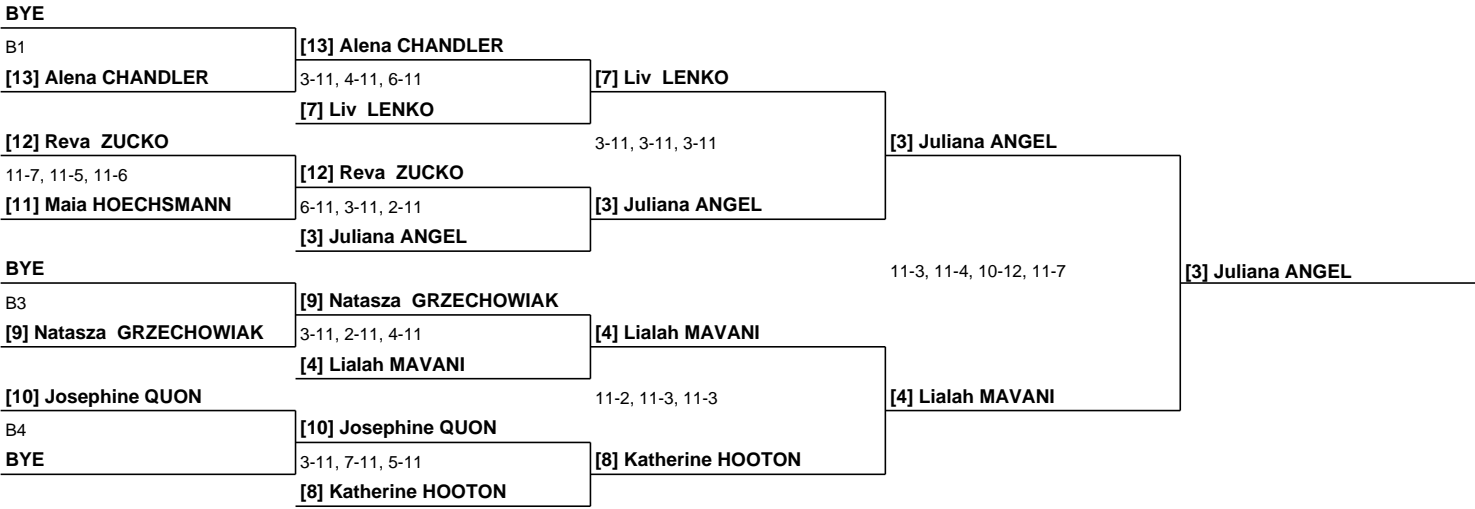 BYE
B1
[13] Alena CHANDLER
[13] Alena CHANDLER
3-11, 4-11, 6-11
[7] Liv LENKO
[7] Liv LENKO
[12] Reva ZUCKO
11-7, 11-5, 11-6
[11] Maia HOECHSMANN
[12] Reva ZUCKO
6-11, 3-11, 2-11
[3] Juliana ANGEL
3-11, 3-11, 3-11
[3] Juliana ANGEL
[3] Juliana ANGEL
BYE
B3
[9] Natasza GRZECHOWIAK
[9] Natasza GRZECHOWIAK
3-11, 2-11, 4-11
[4] Lialah MAVANI
[4] Lialah MAVANI
[10] Josephine QUON
B4
BYE
[10] Josephine QUON
3-11, 7-11, 5-11
[8] Katherine HOOTON
11-2, 11-3, 11-3
[8] Katherine HOOTON
[4] Lialah MAVANI
11-3, 11-4, 10-12, 11-7
[3] Juliana ANGEL